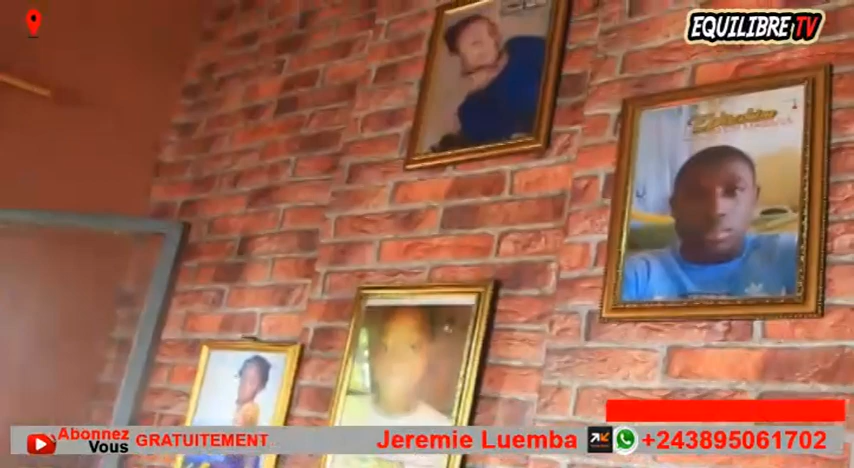 EQUILIBRE TV
Abonnez
Vous
GRATUITEMENT..
Jeremie Luemba
+243895061702